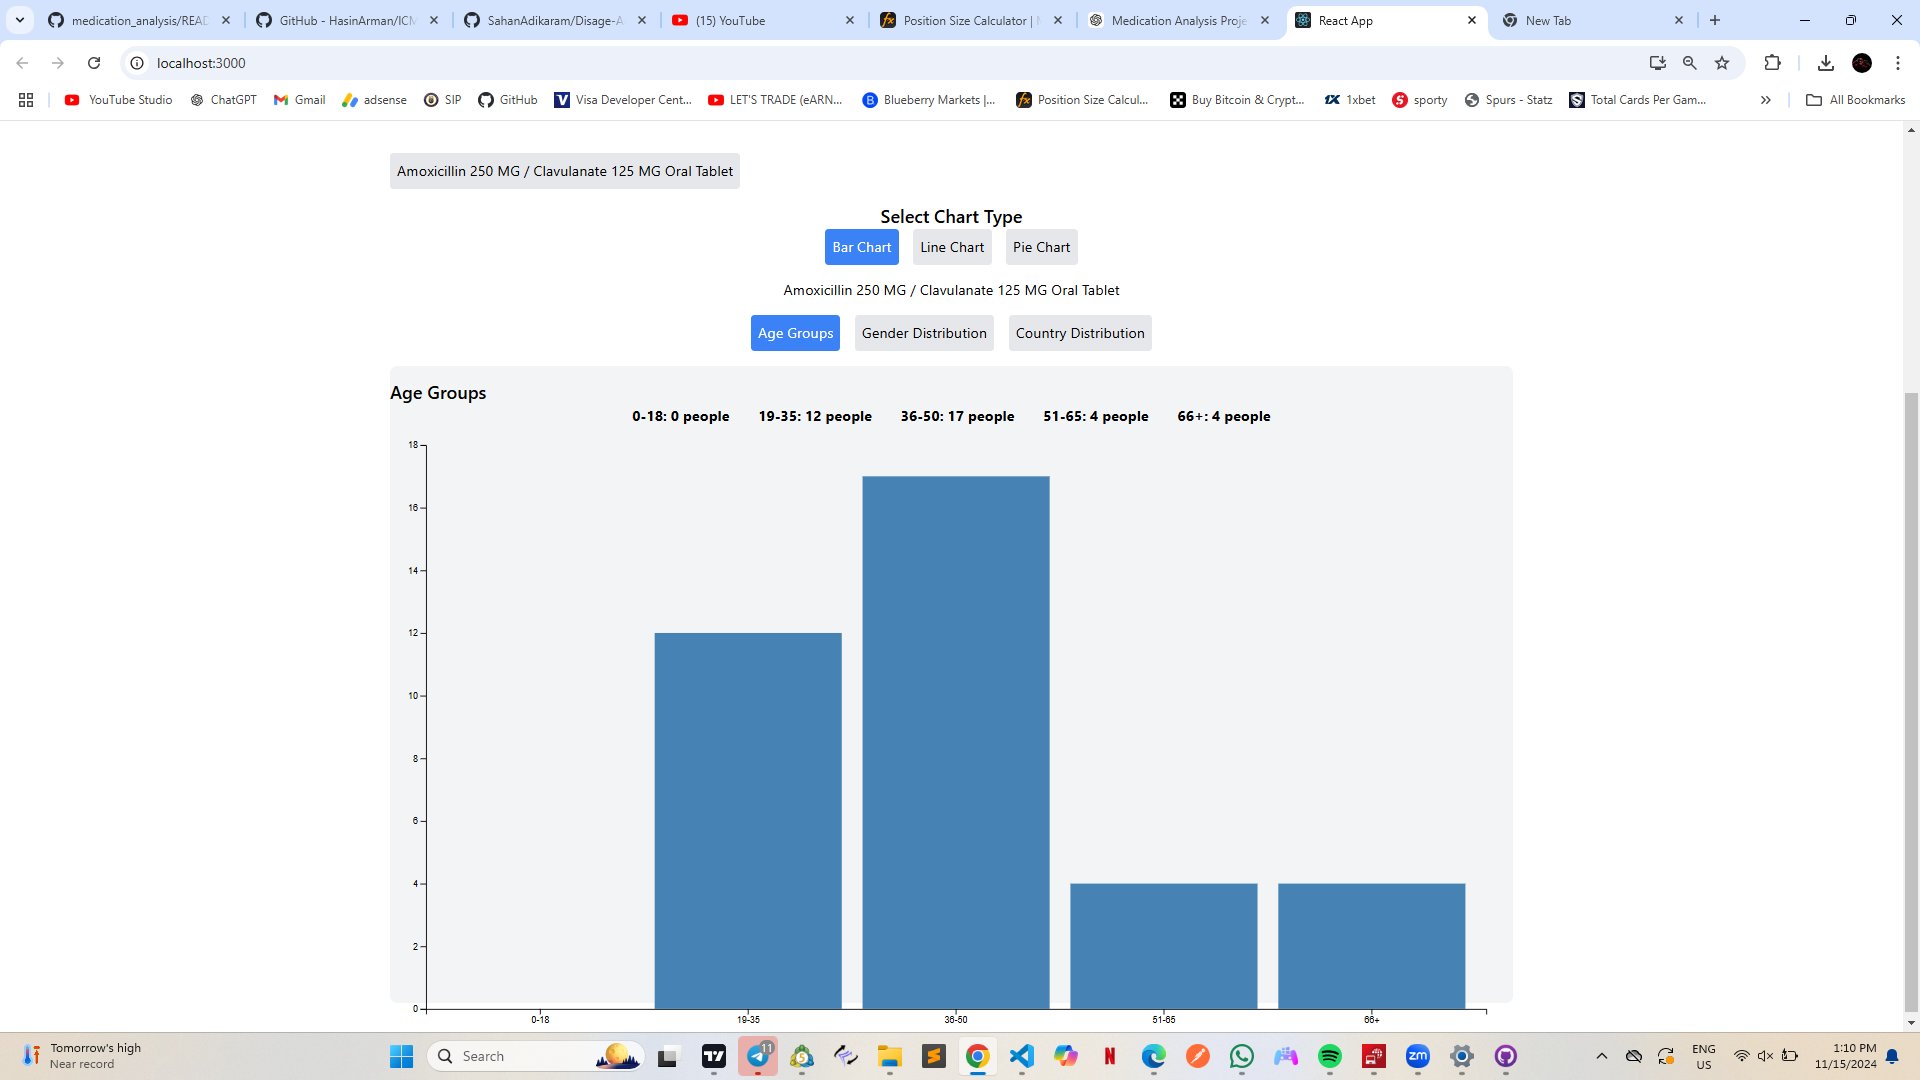 medication_analysis/READ
GitHub - HasinArman/ICM
SahanAdikaram/Disage-A
(15) YouTube
Position Size Calculator | M
Medication Analysis Proje
React App
New Tab
localhost:3000
YouTube Studio
ChatGPT
Gmail
adsense
SIP
GitHub
Visa Developer Cent...
LET'S TRADE (eARN...
Blueberry Markets |...
Position Size Calcul...
Buy Bitcoin & Crypt...
1xbet
sporty
Spurs - Statz
Total Cards Per Gam...
All Bookmarks
Amoxicillin 250 MG / Clavulanate 125 MG Oral Tablet
Select Chart Type
Bar Chart
Line Chart
Pie Chart
Amoxicillin 250 MG / Clavulanate 125 MG Oral Tablet
Age Groups
Gender Distribution
Country Distribution
Age Groups
0-18: 0 people
19-35: 12 people
36-50: 17 people
51-65: 4 people
66+: 4 people
18
16
14
12
10
8
6
4
2
0
0-18
19-35
36-50
51-65
66+
Tomorrow's high
Near record
Search
11
zm
ENG
US
1:10 PM
11/15/2024